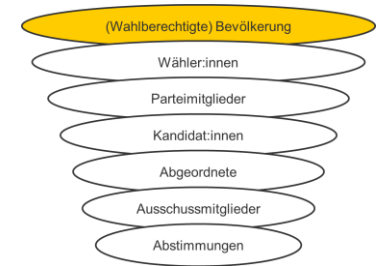 (Wahlberechtigte) Bevölkerung
Wähler:innen
Parteimitglieder
Kandidat:innen
Abgeordnete
Ausschussmitglieder
Abstimmungen